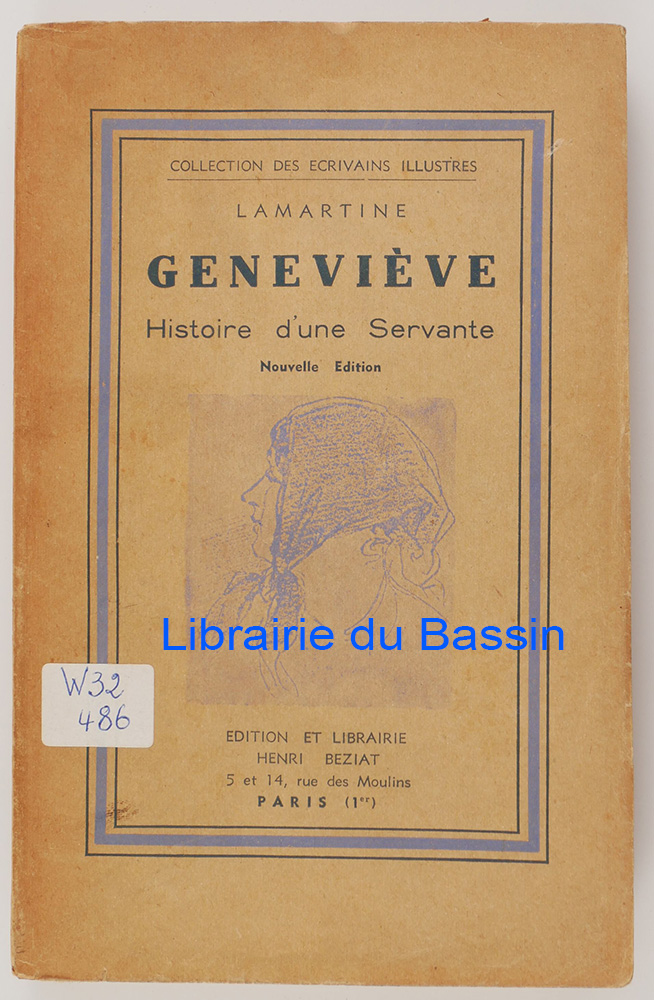 COLLECTION DES ECRIVAINS ILLUSTRES
LAMARTINE
GENEVIÈVE
Histoire d'une Servante
Nouvelle Edition
Librairie du Bassin
W32
486
EDITION ET LIBRAIRIE
HENRI BEZIAT
5 et 14, rue des Moulins
PARIS (1er)